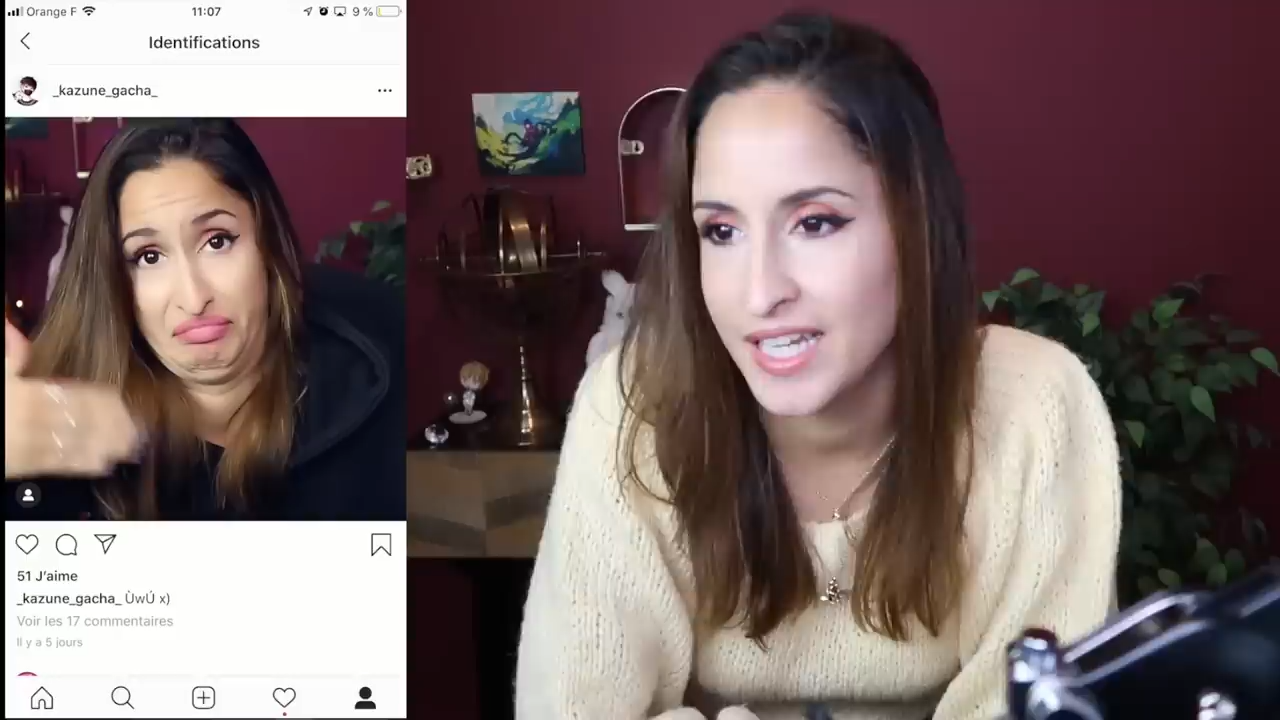 Orange F 11:07 9 %
Identifications
_kazune_gacha_
51 J'aime
_kazune_gacha_ ÙwÚ x)
Voir les 17 commentaires
Il y a 5 jours